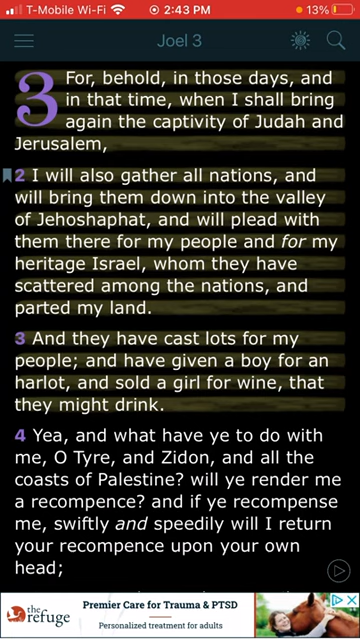 T-Mobile Wi-Fi 2:43 PM 13%
Joel 3
3 For, behold, in those days, and
in that time, when I shall bring
again the captivity of Judah and
Jerusalem,
2 I will also gather all nations, and
will bring them down into the valley
of Jehoshaphat, and will plead with
them there for my people and for my
heritage Israel, whom they have
scattered among the nations, and
parted my land.
3 And they have cast lots for my
people; and have given a boy for an
harlot, and sold a girl for wine, that
they might drink.
4 Yea, and what have ye to do with
me, O Tyre, and Zidon, and all the
coasts of Palestine? will ye render me
a recompence? and if ye recompense
me, swiftly and speedily will I return
your recompence upon your own
head;
the refuge
Premier Care for Trauma & PTSD
Personalized treatment for adults